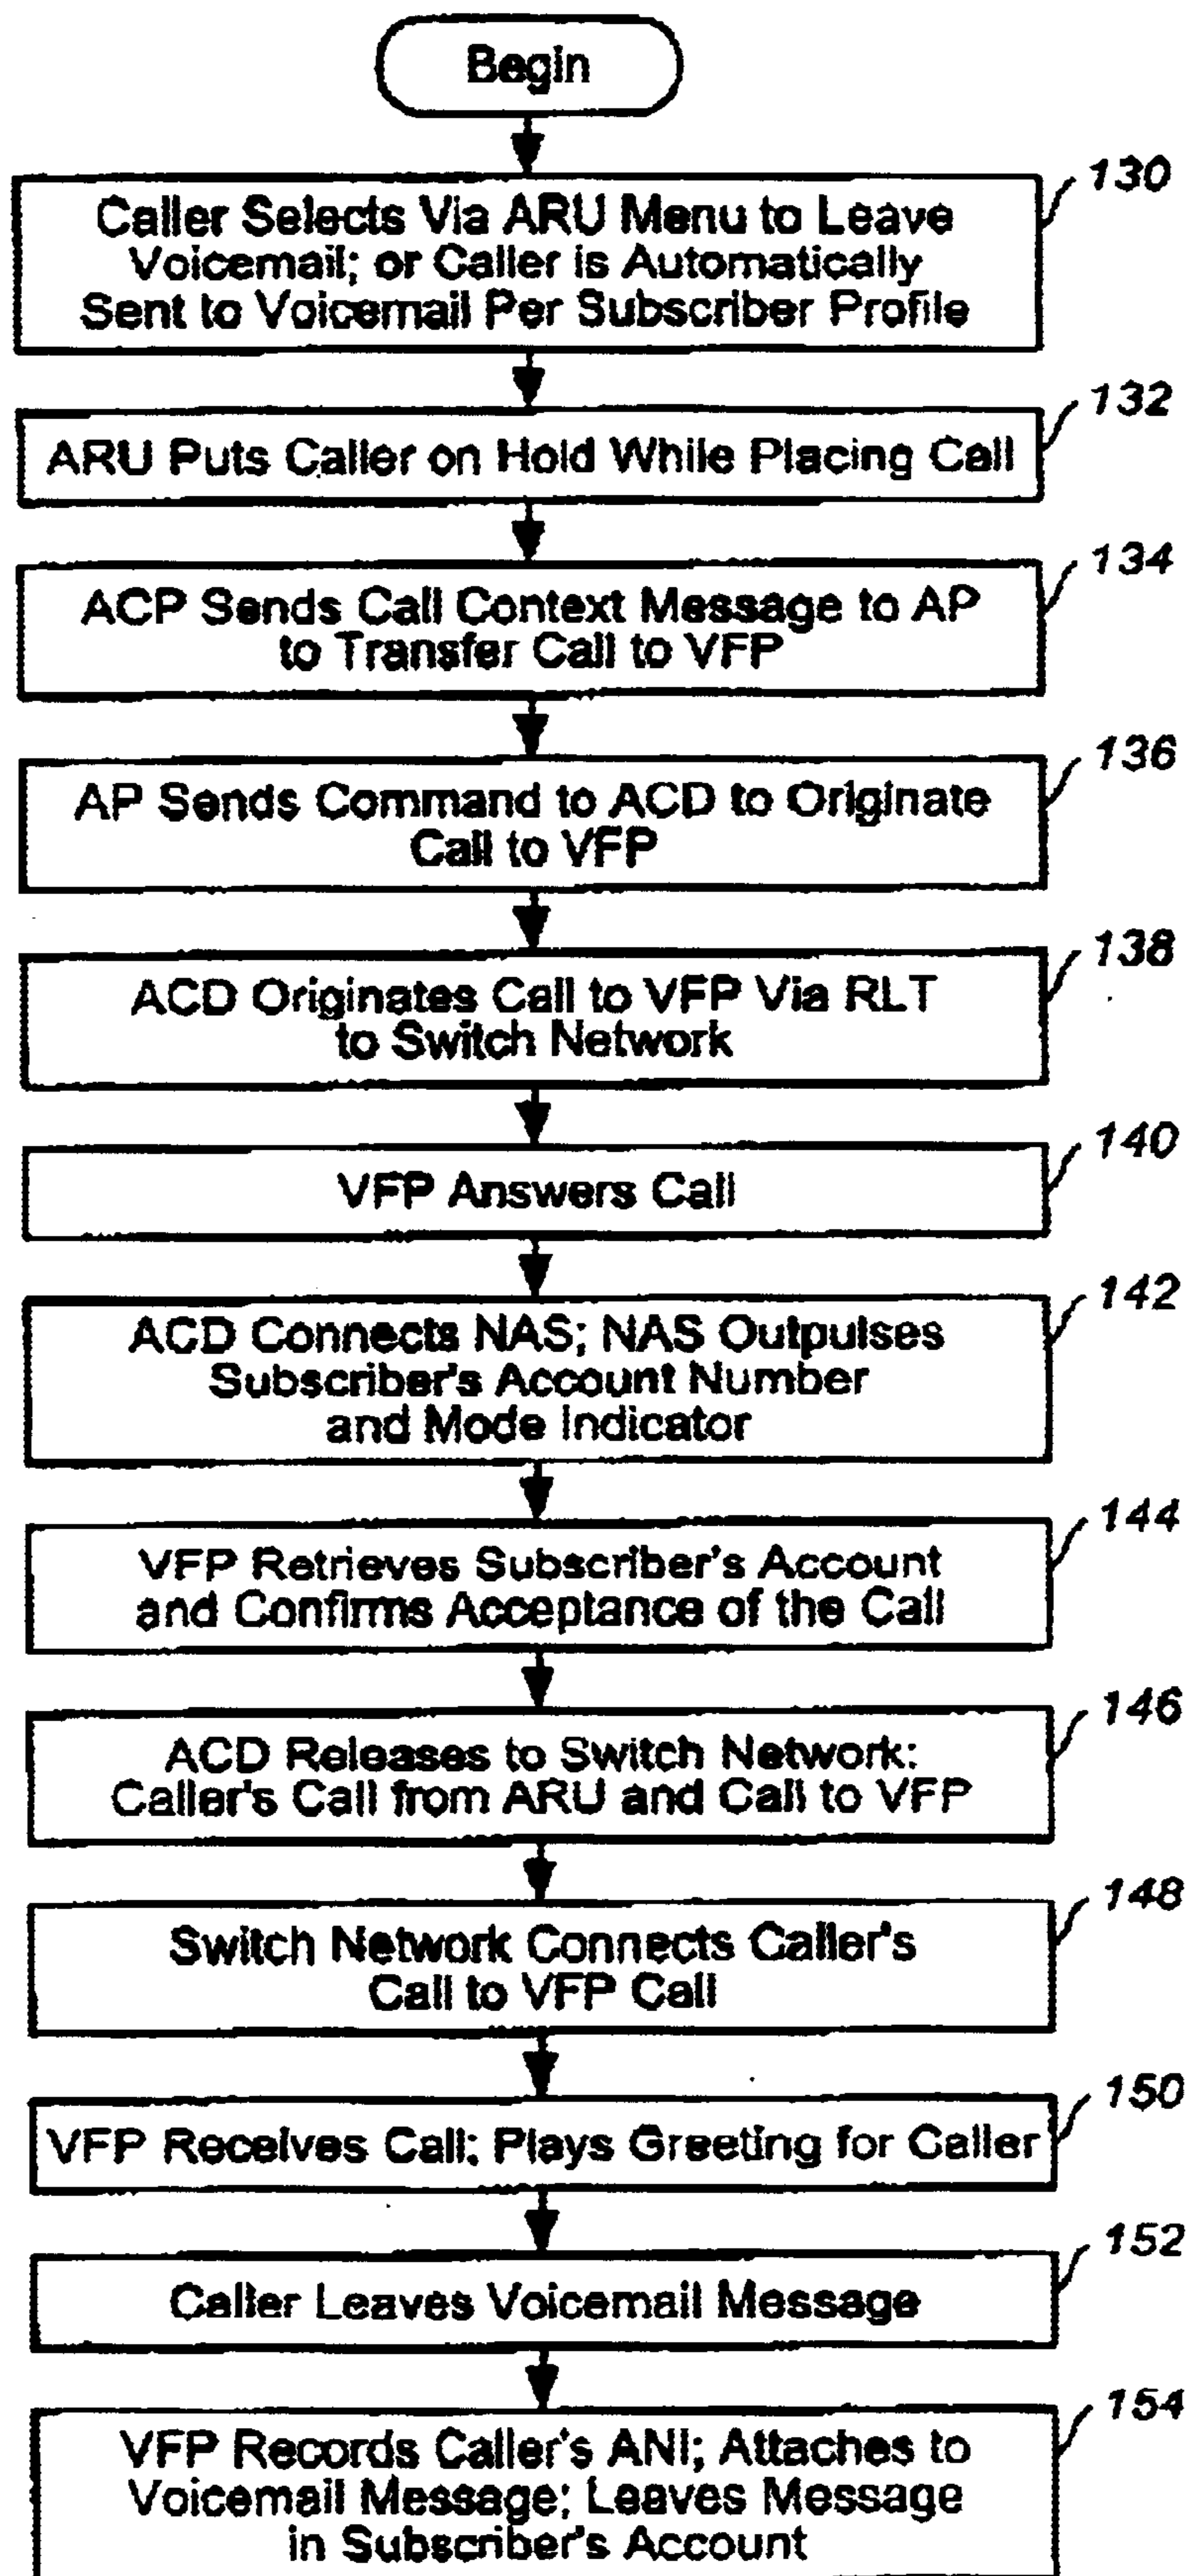 Begin
130
Caller Selects Via ARU Menu to Leave
Voicemail; or Caller is Automatically
Sent to Voicemail Per Subscriber Profile
132
ARU Puts Caller on Hold While Placing Call
134
ACP Sends Call Context Message to AP
to Transfer Call to VFP
136
AP Sends Command to ACD to Originate
Call to VFP
138
ACD Originates Call to VFP Via RLT
to Switch Network
140
VFP Answers Call
142
ACD Connects NAS; NAS Outpulses
Subscriber's Account Number
and Mode Indicator
144
VFP Retrieves Subscriber's Account
and Confirms Acceptance of the Call
146
ACD Releases to Switch Network:
Caller's Call from ARU and Call to VFP
148
Switch Network Connects Caller's
Call to VFP Call
150
VFP Receives Call; Plays Greeting for Caller
152
Caller Leaves Voicemail Message
154
VFP Records Caller's ANI; Attaches to
Voicemail Message; Leaves Message
in Subscriber's Account